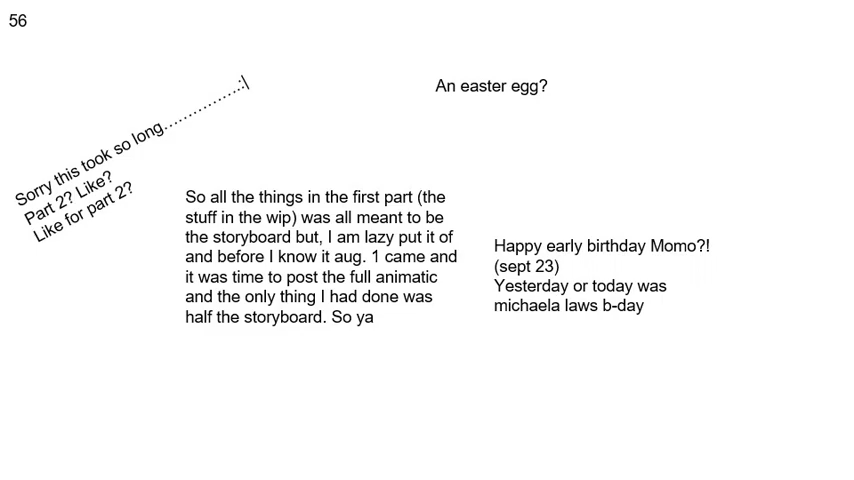 56
An easter egg?
Sorry this took so long.................:|
Part 2? Like?
Like for part 2?
So all the things in the first part (the
stuff in the wip) was all meant to be
the storyboard but, I am lazy put it of
and before I know it aug. 1 came and
it was time to post the full animatic
and the only thing I had done was
half the storyboard. So ya
Happy early birthday Momo?!
(sept 23)
Yesterday or today was
michaela laws b-day